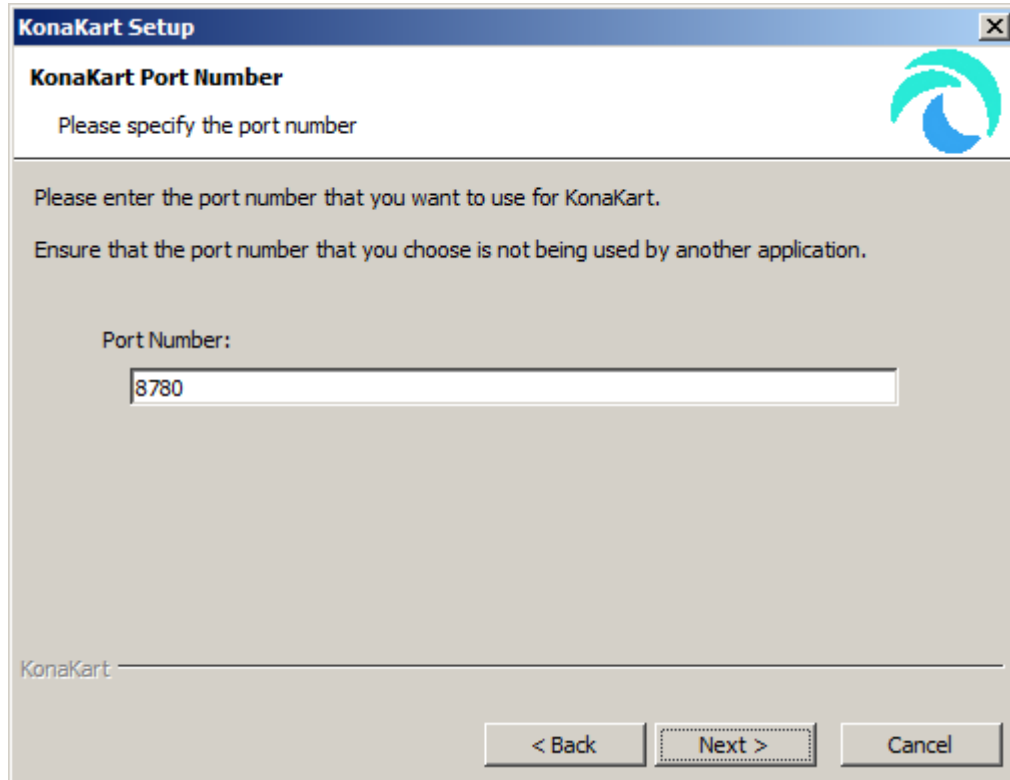 KonaKart Setup
KonaKart Port Number
Please specify the port number
Please enter the port number that you want to use for KonaKart.
Ensure that the port number that you choose is not being used by another application.
Port Number:
8780
KonaKart
< Back Next > Cancel